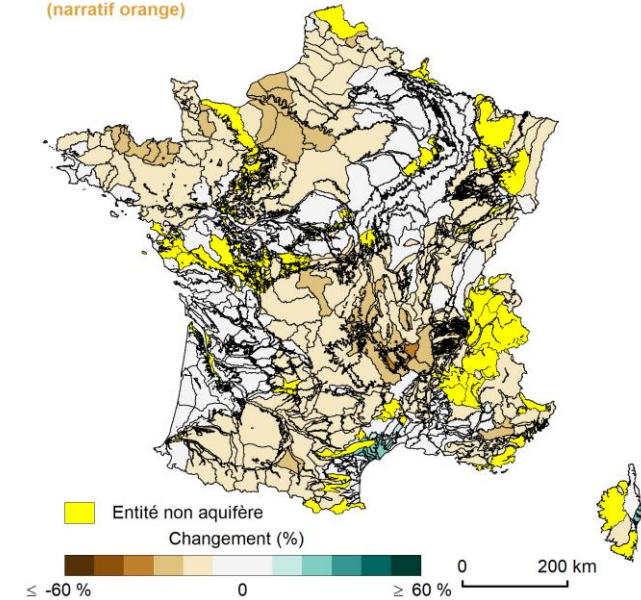 (narratif orange)
Entité non aquifère
Changement (%)
≤ -60 % 0 ≥ 60 %
0 200 km